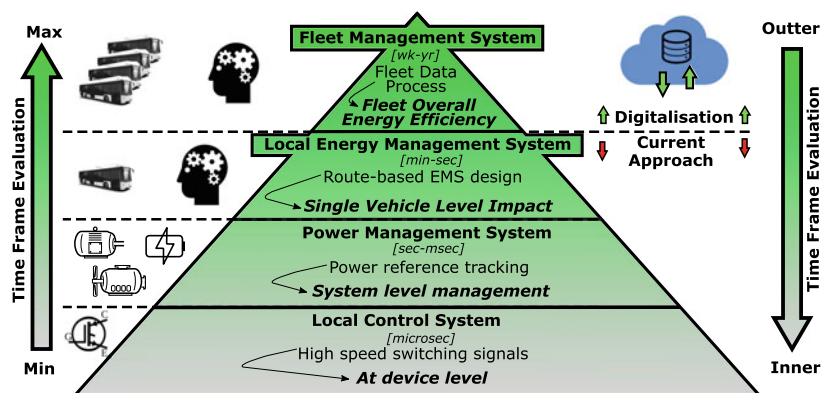 Max
Time Frame Evaluation
Min
Fleet Management System
[wk-yr]
Fleet Data
Process
Fleet Overall
Energy Efficiency
Local Energy Management System
[min-sec]
Route-based EMS design
Single Vehicle Level Impact
Power Management System
[sec-msec]
Power reference tracking
System level management
Local Control System
[microsec]
High speed switching signals
At device level
G
C
E
Digitalisation
Current
Approach
Outter
Time Frame Evaluation
Inner